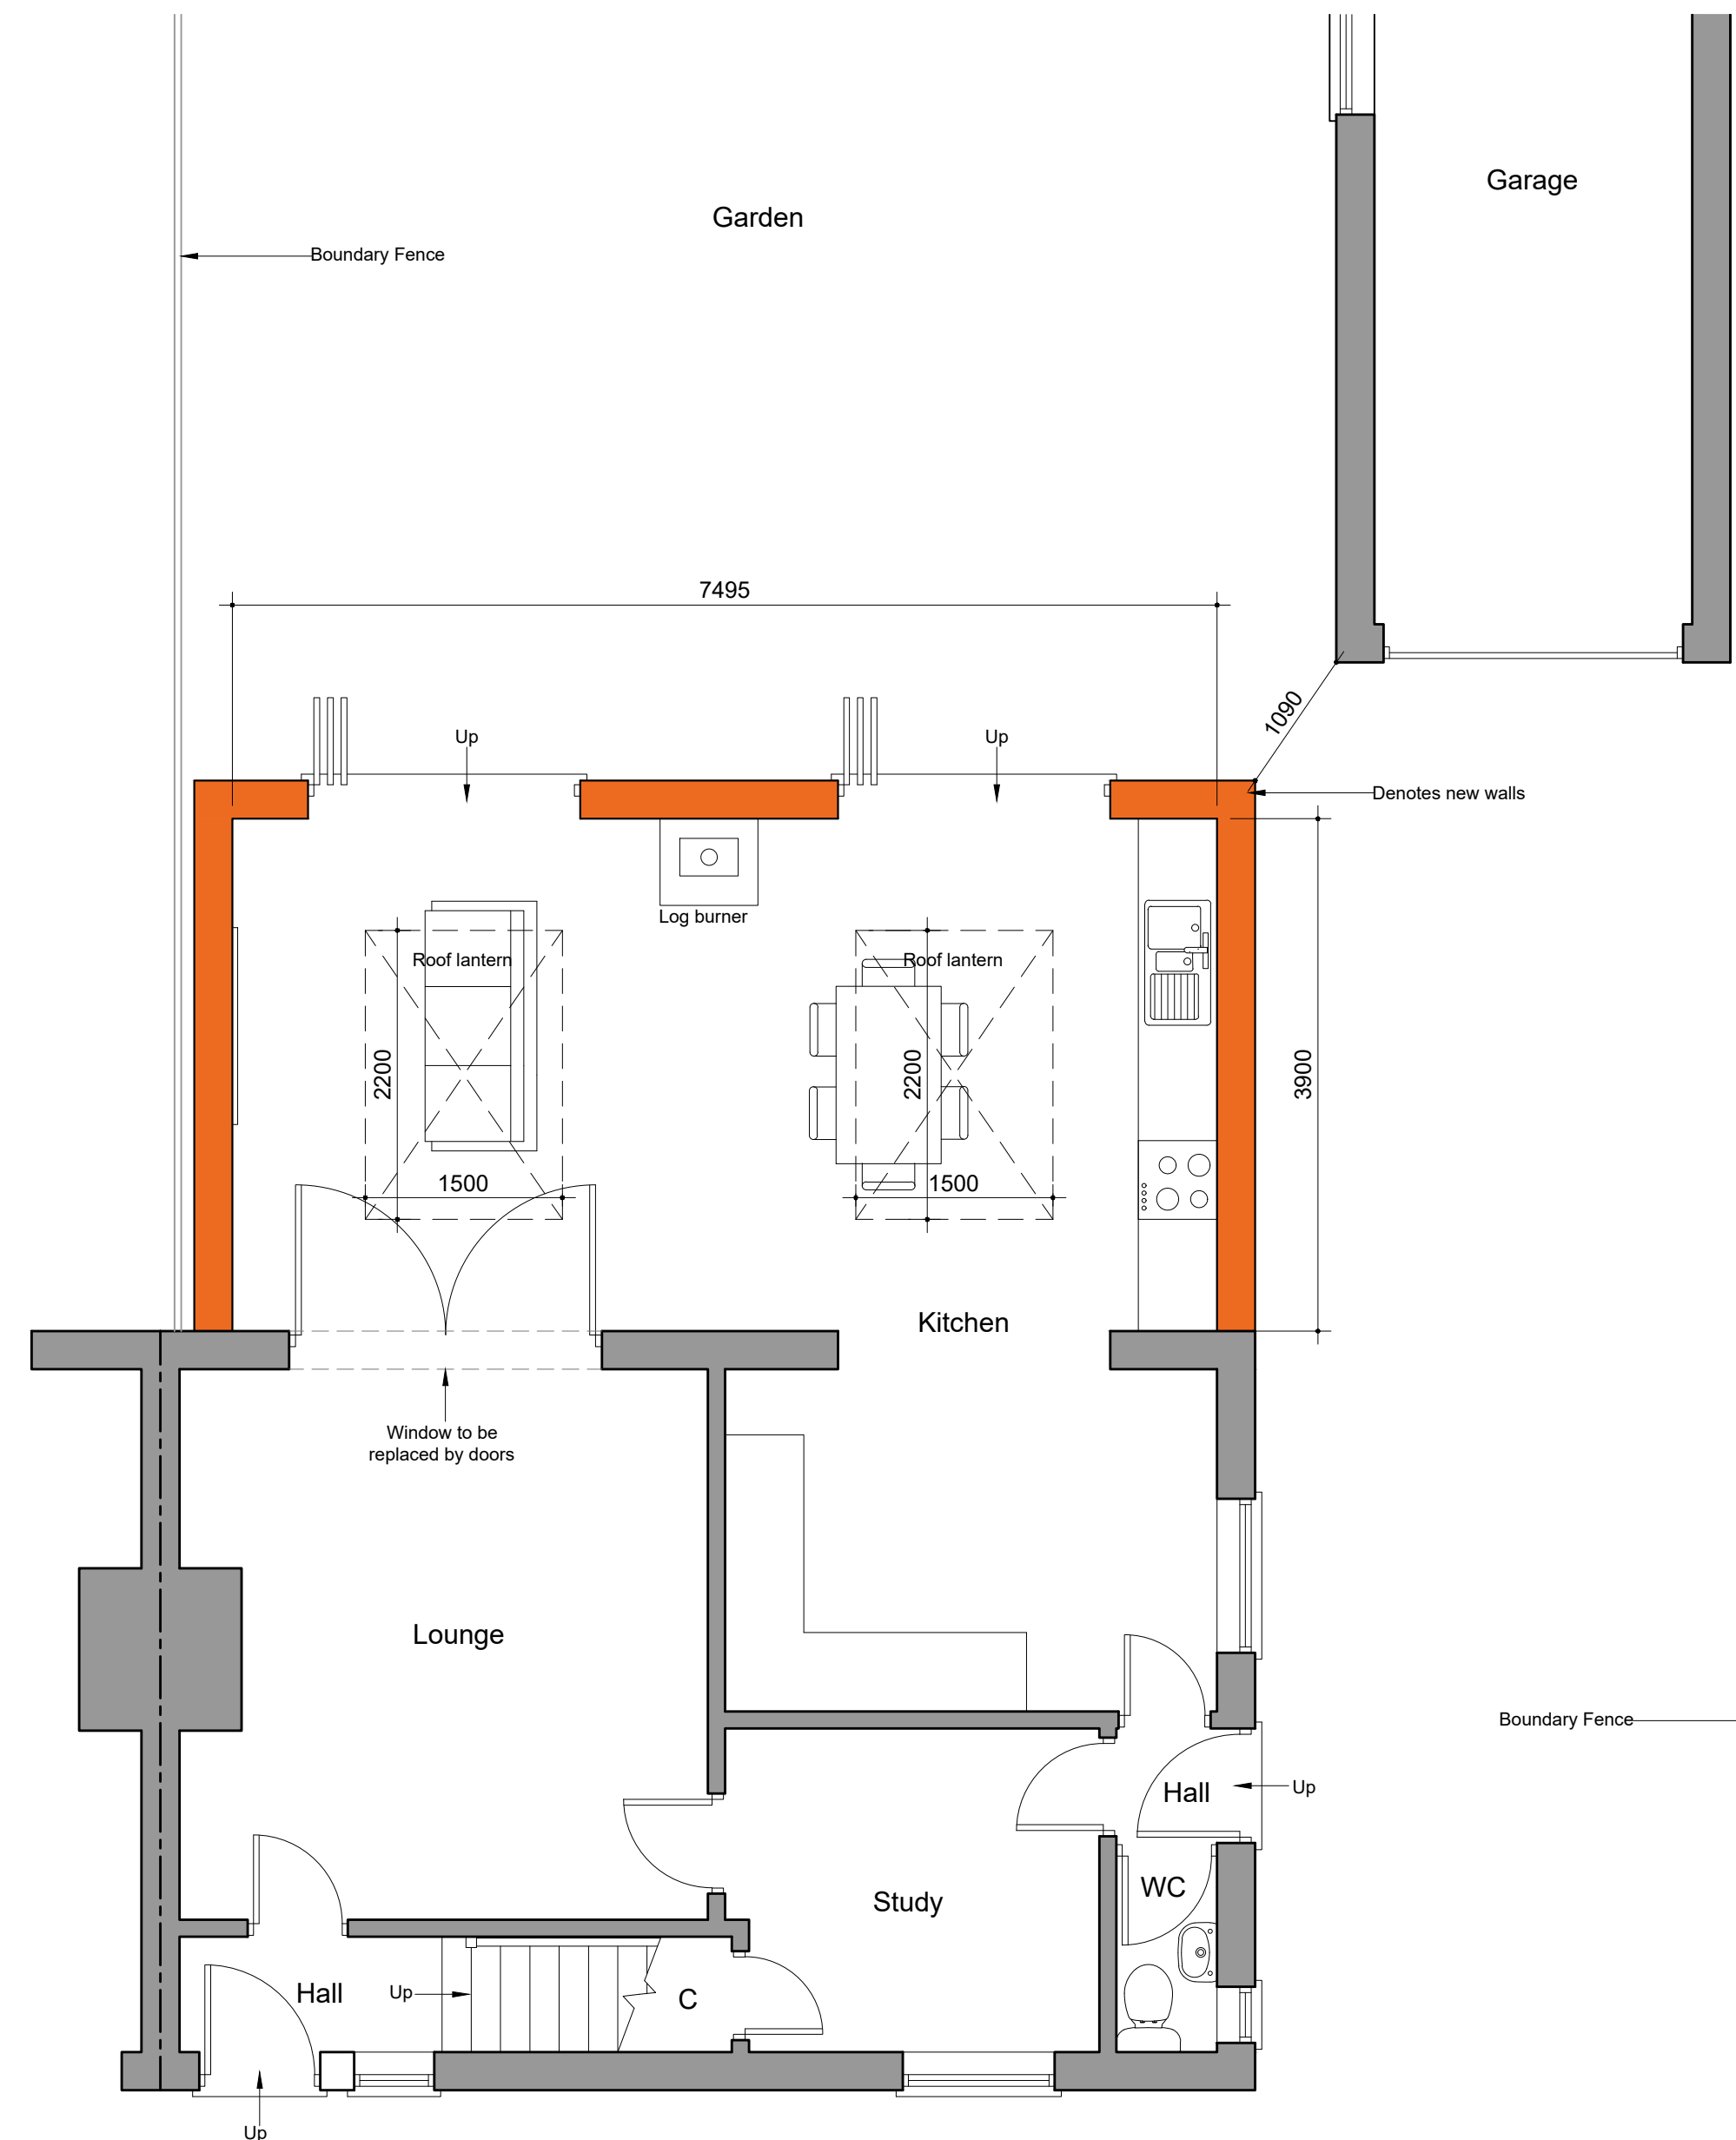 Garage
Garden
Boundary Fence
7495
1090
Up
Up
Denotes new walls
Log burner
Roof lantern
Roof lantern
2200
2200
3900
1500
1500
Kitchen
Window to be
replaced by doors
Lounge
Boundary Fence
Hall
Up
WC
Study
Hall
Up
C
Up